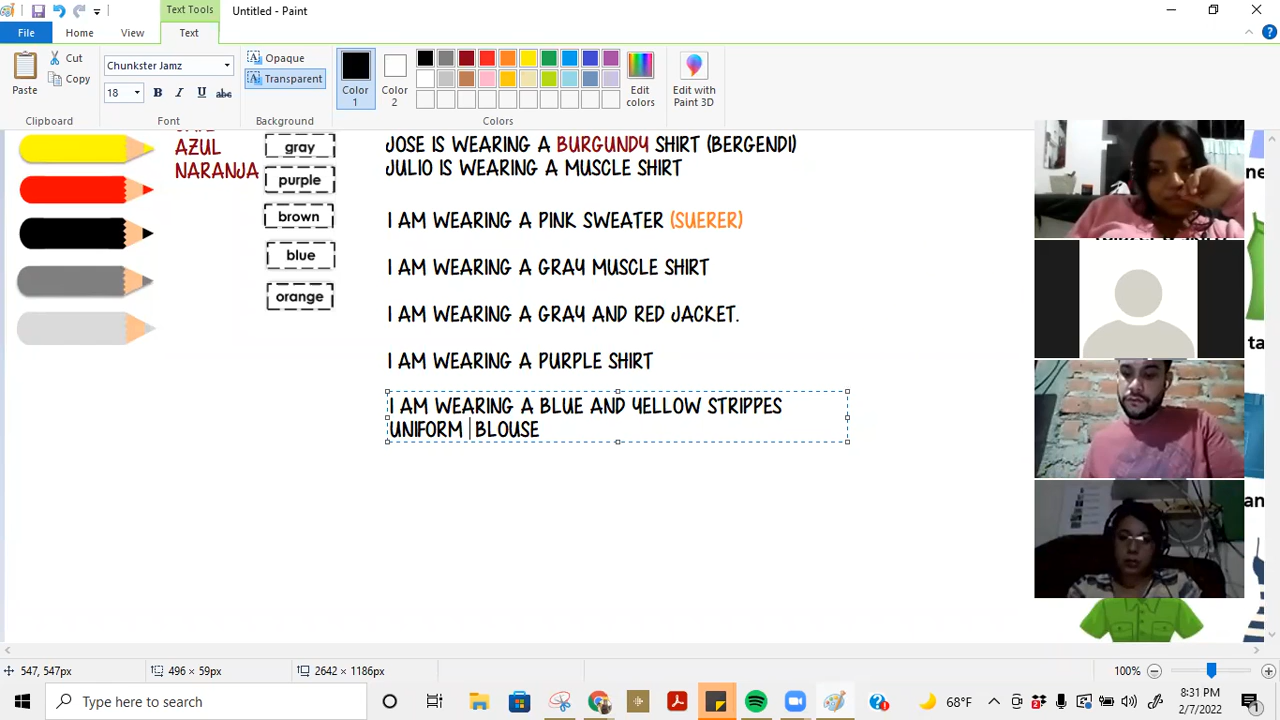 Text Tools
Untitled - Paint
File
Home
View
Text
Paste
Cut
Copy
Clipboard
Chunkster Jamz
18
B I U abc
Font
Opaque
Transparent
Background
Color 1
Color 2
Edit colors
Colors
Edit with Paint 3D
AZUL
NARANJA
gray
purple
brown
blue
orange
JOSE IS WEARING A BURGUNDY SHIRT (BERGENDI)
JULIO IS WEARING A MUSCLE SHIRT
I AM WEARING A PINK SWEATER (SUERER)
I AM WEARING A GRAY MUSCLE SHIRT
I AM WEARING A GRAY AND RED JACKET.
I AM WEARING A PURPLE SHIRT
I AM WEARING A BLUE AND YELLOW STRIPPES
UNIFORM BLOUSE
ne
ta
an
547, 547px
496 × 59px
2642 × 1186px
100%
Type here to search
68°F
8:31 PM
2/7/2022